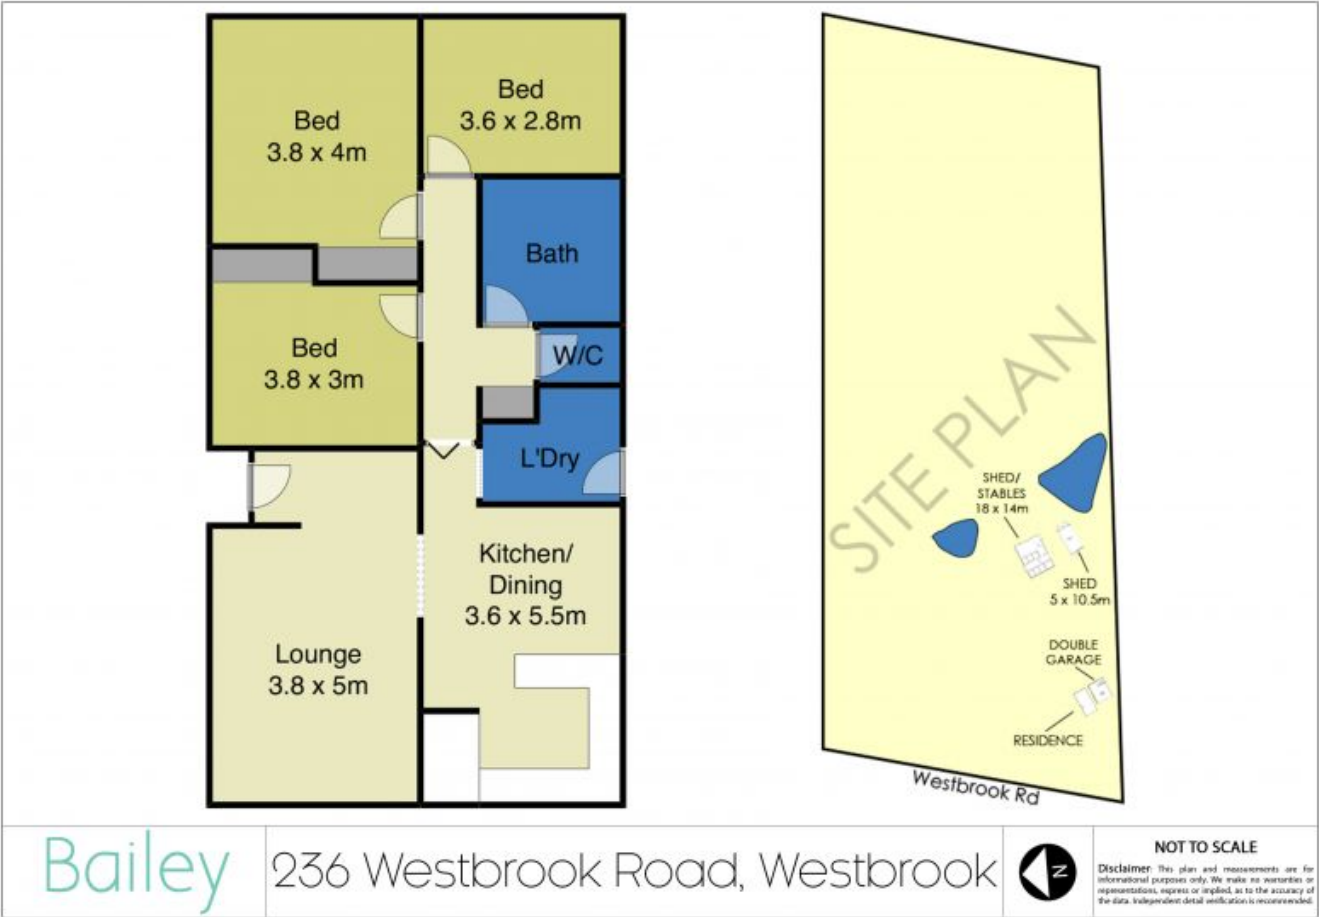 Bed
3.8 x 4m
Bed
3.6 x 2.8m
Bath
Bed
3.8 x 3m
W/C
L'Dry
Kitchen/
Dining
3.6 x 5.5m
Lounge
3.8 x 5m
SITE PLAN
SHED/
STABLES
18 x 14m
SHED
5 x 10.5m
DOUBLE
GARAGE
RESIDENCE
Westbrook Rd
Bailey
236 Westbrook Road, Westbrook
N
NOT TO SCALE
Disclaimer: This plan and measurements are for
informational purposes only. We make no warranties or
representations, express or implied, as to the accuracy of
the data. Independent detail verification is recommended.